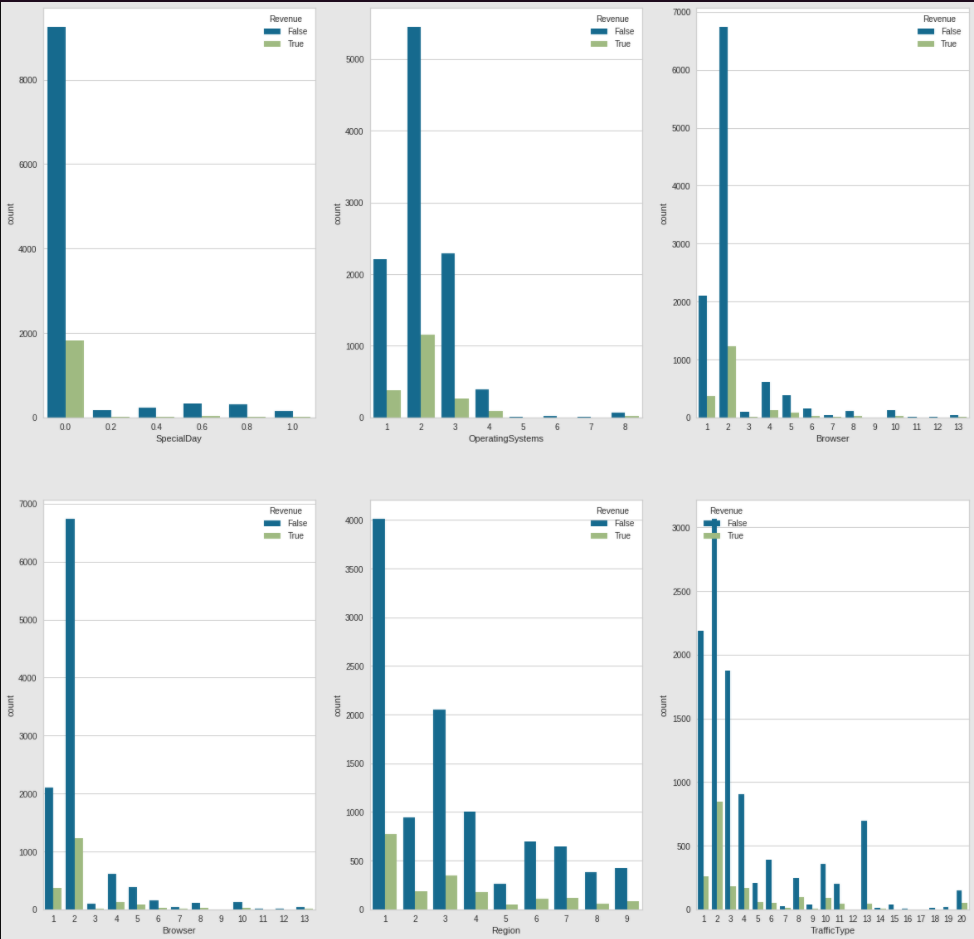 Revenue
False
True
8000
6000
4000
2000
0
count
0.0 0.2 0.4 0.6 0.8 1.0
SpecialDay
Revenue
False
True
5000
4000
3000
2000
1000
0
count
1 2 3 4 5 6 7 8
OperatingSystems
Revenue
False
True
7000
6000
5000
4000
3000
2000
1000
0
count
1 2 3 4 5 6 7 8 9 10 11 12 13
Browser
Revenue
False
True
7000
6000
5000
4000
3000
2000
1000
0
count
1 2 3 4 5 6 7 8 9 10 11 12 13
Browser
Revenue
False
True
4000
3500
3000
2500
2000
1500
1000
500
0
count
1 2 3 4 5 6 7 8 9
Region
Revenue
False
True
3000
2500
2000
1500
1000
500
0
count
1 2 3 4 5 6 7 8 9 10 11 12 13 14 15 16 17 18 19 20
TrafficType